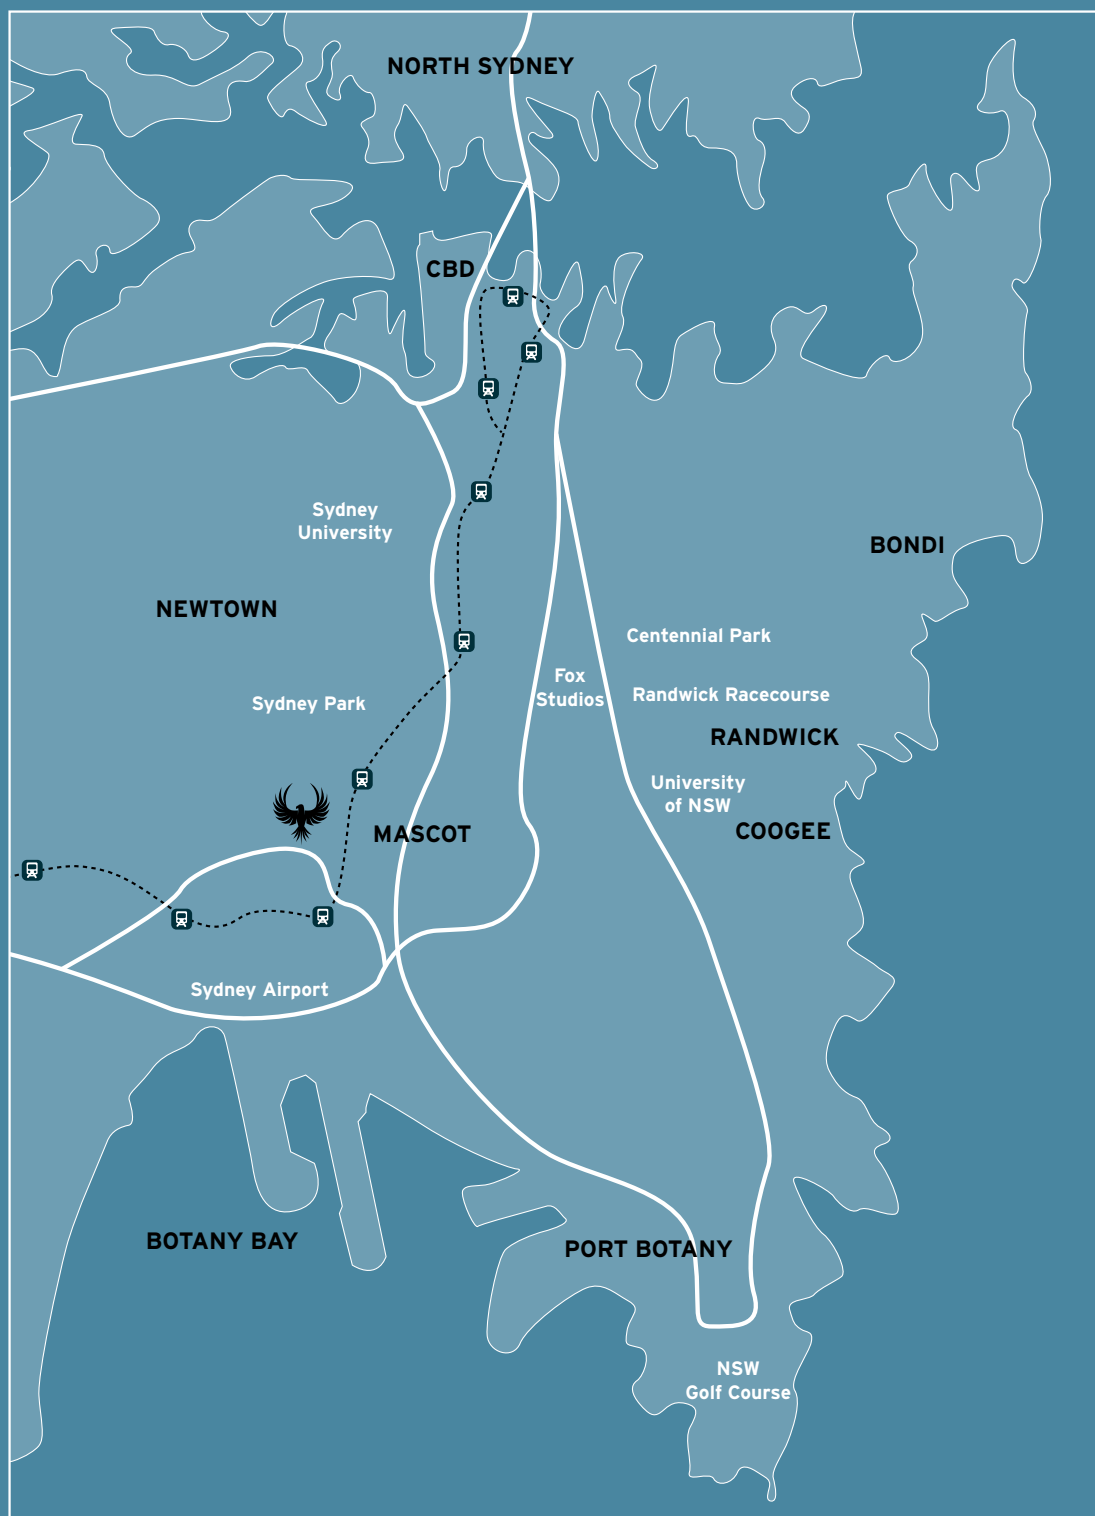 NORTH SYDNEY
CBD
Sydney
University
BONDI
NEWTOWN
Centennial Park
Fox
Studios
Randwick Racecourse
Sydney Park
RANDWICK
University
of NSW
MASCOT
COOGEE
Sydney Airport
BOTANY BAY
PORT BOTANY
NSW
Golf Course